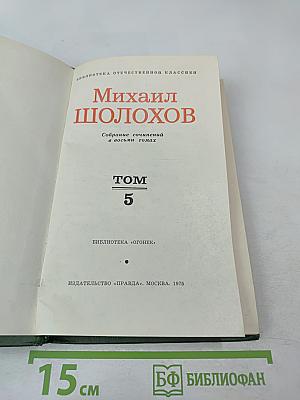 БИБЛИОТЕКА ОТЕЧЕСТВЕННОЙ КЛАССИКИ
Михаил
ШОЛОХОВ
Собрание сочинений
в восьми томах
ТОМ
5
БИБЛИОТЕКА «ОГОНЕК»
ИЗДАТЕЛЬСТВО «ПРАВДА». МОСКВА. 1975
15 см
БФ БИБЛИОФАН